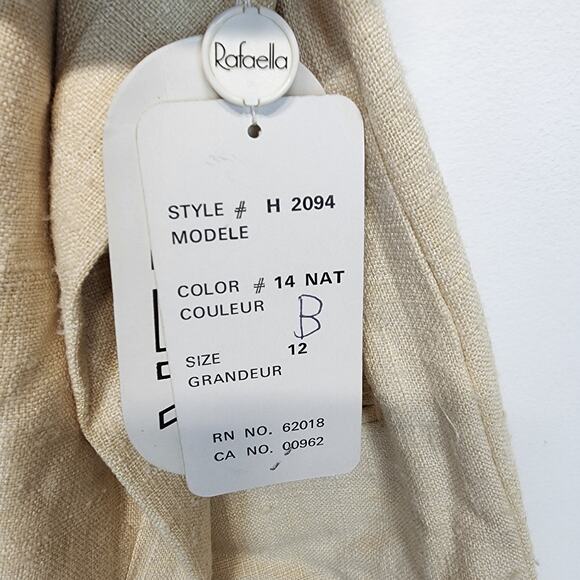 Rafaella
STYLE # H 2094
MODELE
COLOR # 14 NAT
COULEUR
B
SIZE 12
GRANDEUR
RN NO. 62018
CA NO. 00962